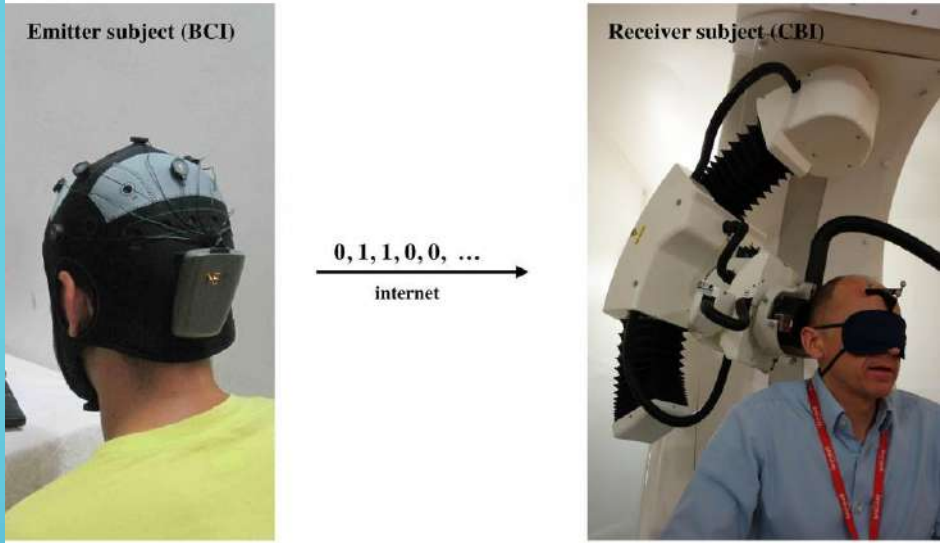 Emitter subject (BCI)
Receiver subject (CBI)
0, 1, 1, 0, 0, ...
internet